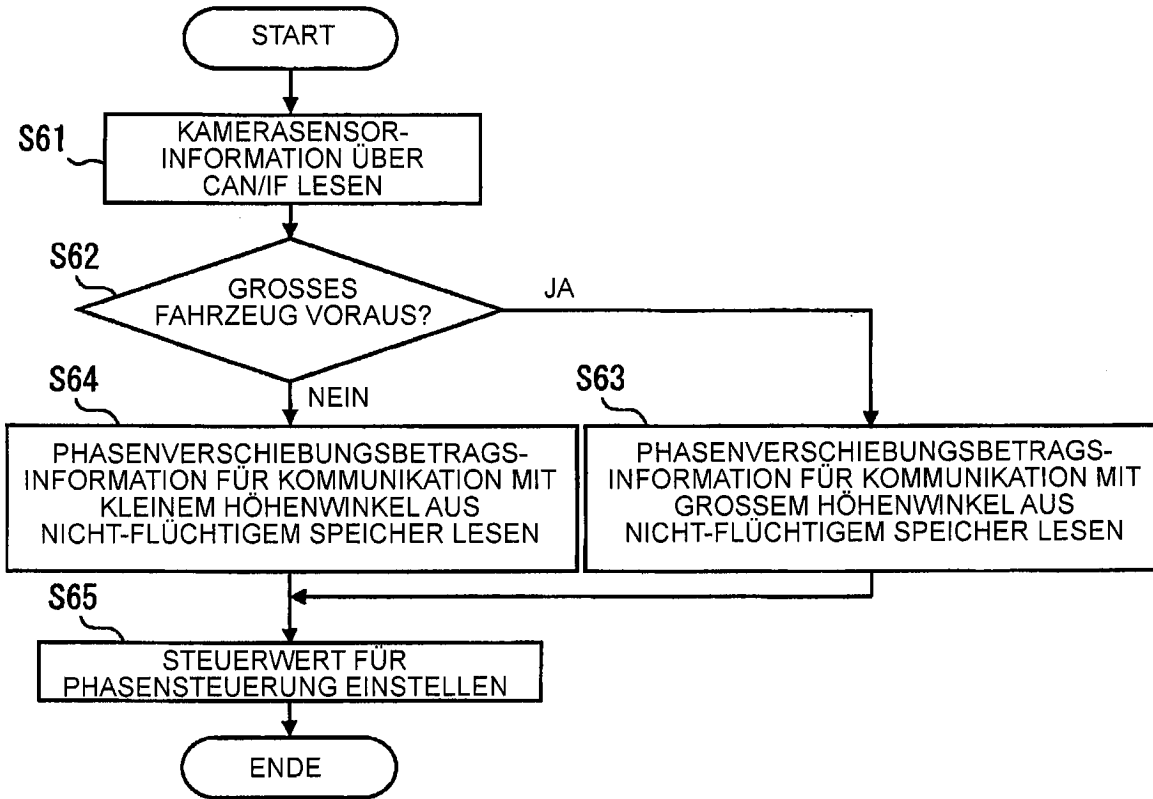 START
S61
KAMERASENSOR-
INFORMATION ÜBER
CAN/IF LESEN
S62
GROSSES
FAHRZEUG VORAUS?
JA
NEIN
S64
PHASENVERSCHIEBUNGSBETRAGS-
INFORMATION FÜR KOMMUNIKATION MIT
KLEINEM HÖHENWINKEL AUS
NICHT-FLÜCHTIGEM SPEICHER LESEN
S63
PHASENVERSCHIEBUNGSBETRAGS-
INFORMATION FÜR KOMMUNIKATION MIT
GROSSEM HÖHENWINKEL AUS
NICHT-FLÜCHTIGEM SPEICHER LESEN
S65
STEUERWERT FÜR
PHASENSTEUERUNG EINSTELLEN
ENDE